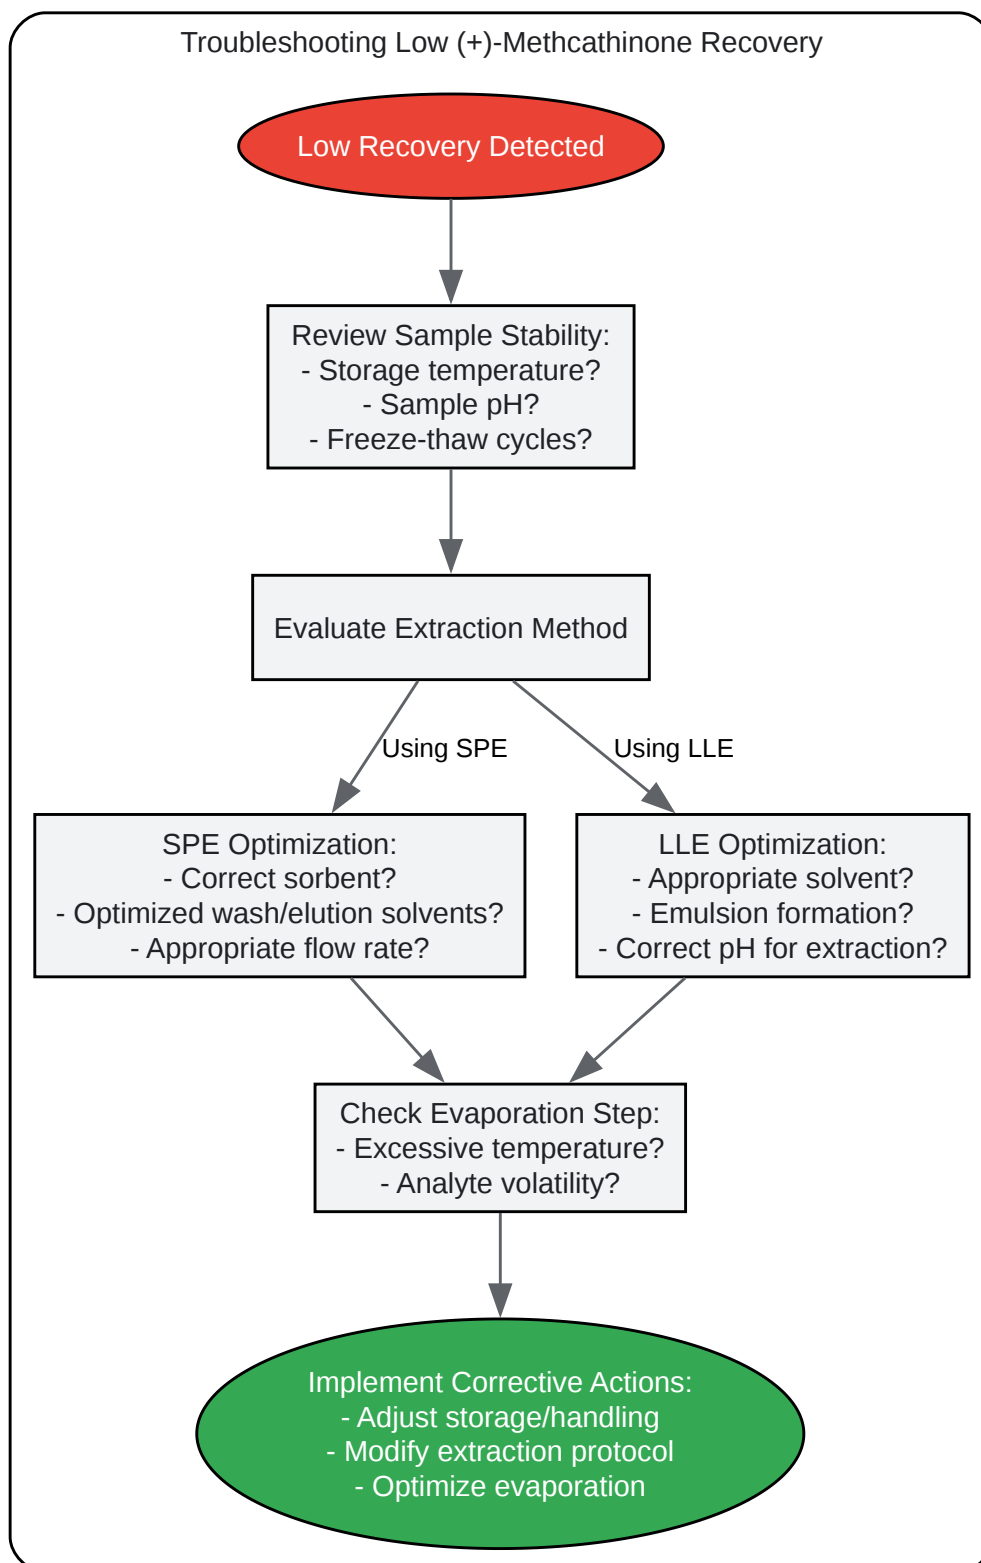 Troubleshooting Low (+)-Methcathinone Recovery
Low Recovery Detected
Review Sample Stability:
- Storage temperature?
- Sample pH?
- Freeze-thaw cycles?
Evaluate Extraction Method
Using SPE
Using LLE
SPE Optimization:
- Correct sorbent?
- Optimized wash/elution solvents?
- Appropriate flow rate?
LLE Optimization:
- Appropriate solvent?
- Emulsion formation?
- Correct pH for extraction?
Check Evaporation Step:
- Excessive temperature?
- Analyte volatility?
Implement Corrective Actions:
- Adjust storage/handling
- Modify extraction protocol
- Optimize evaporation